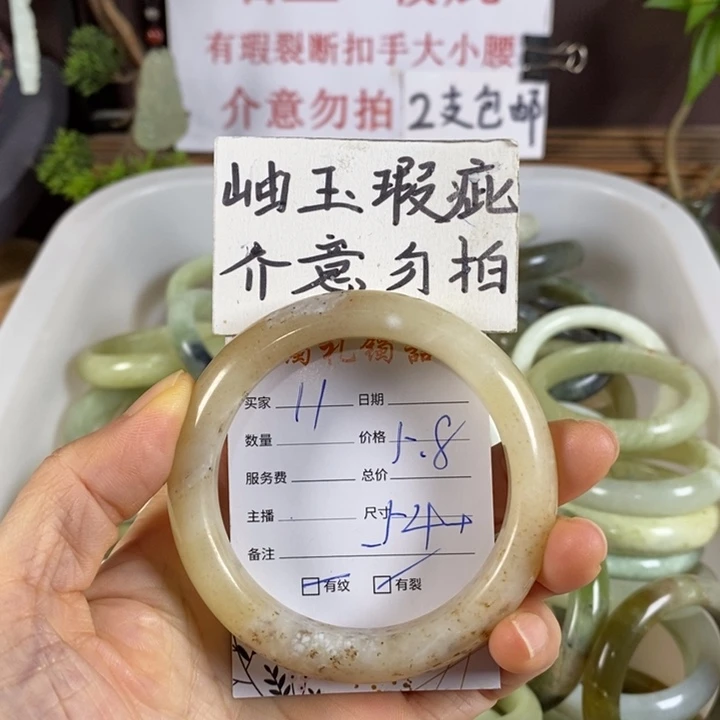 有瑕裂断扣手大小腰
介意勿拍 2支包邮
岫玉瑕疵
介意勿拍
买家 11 日期
数量 价格 5.8
服务费 总价
主播 尺寸 54+
备注
有纹 有裂